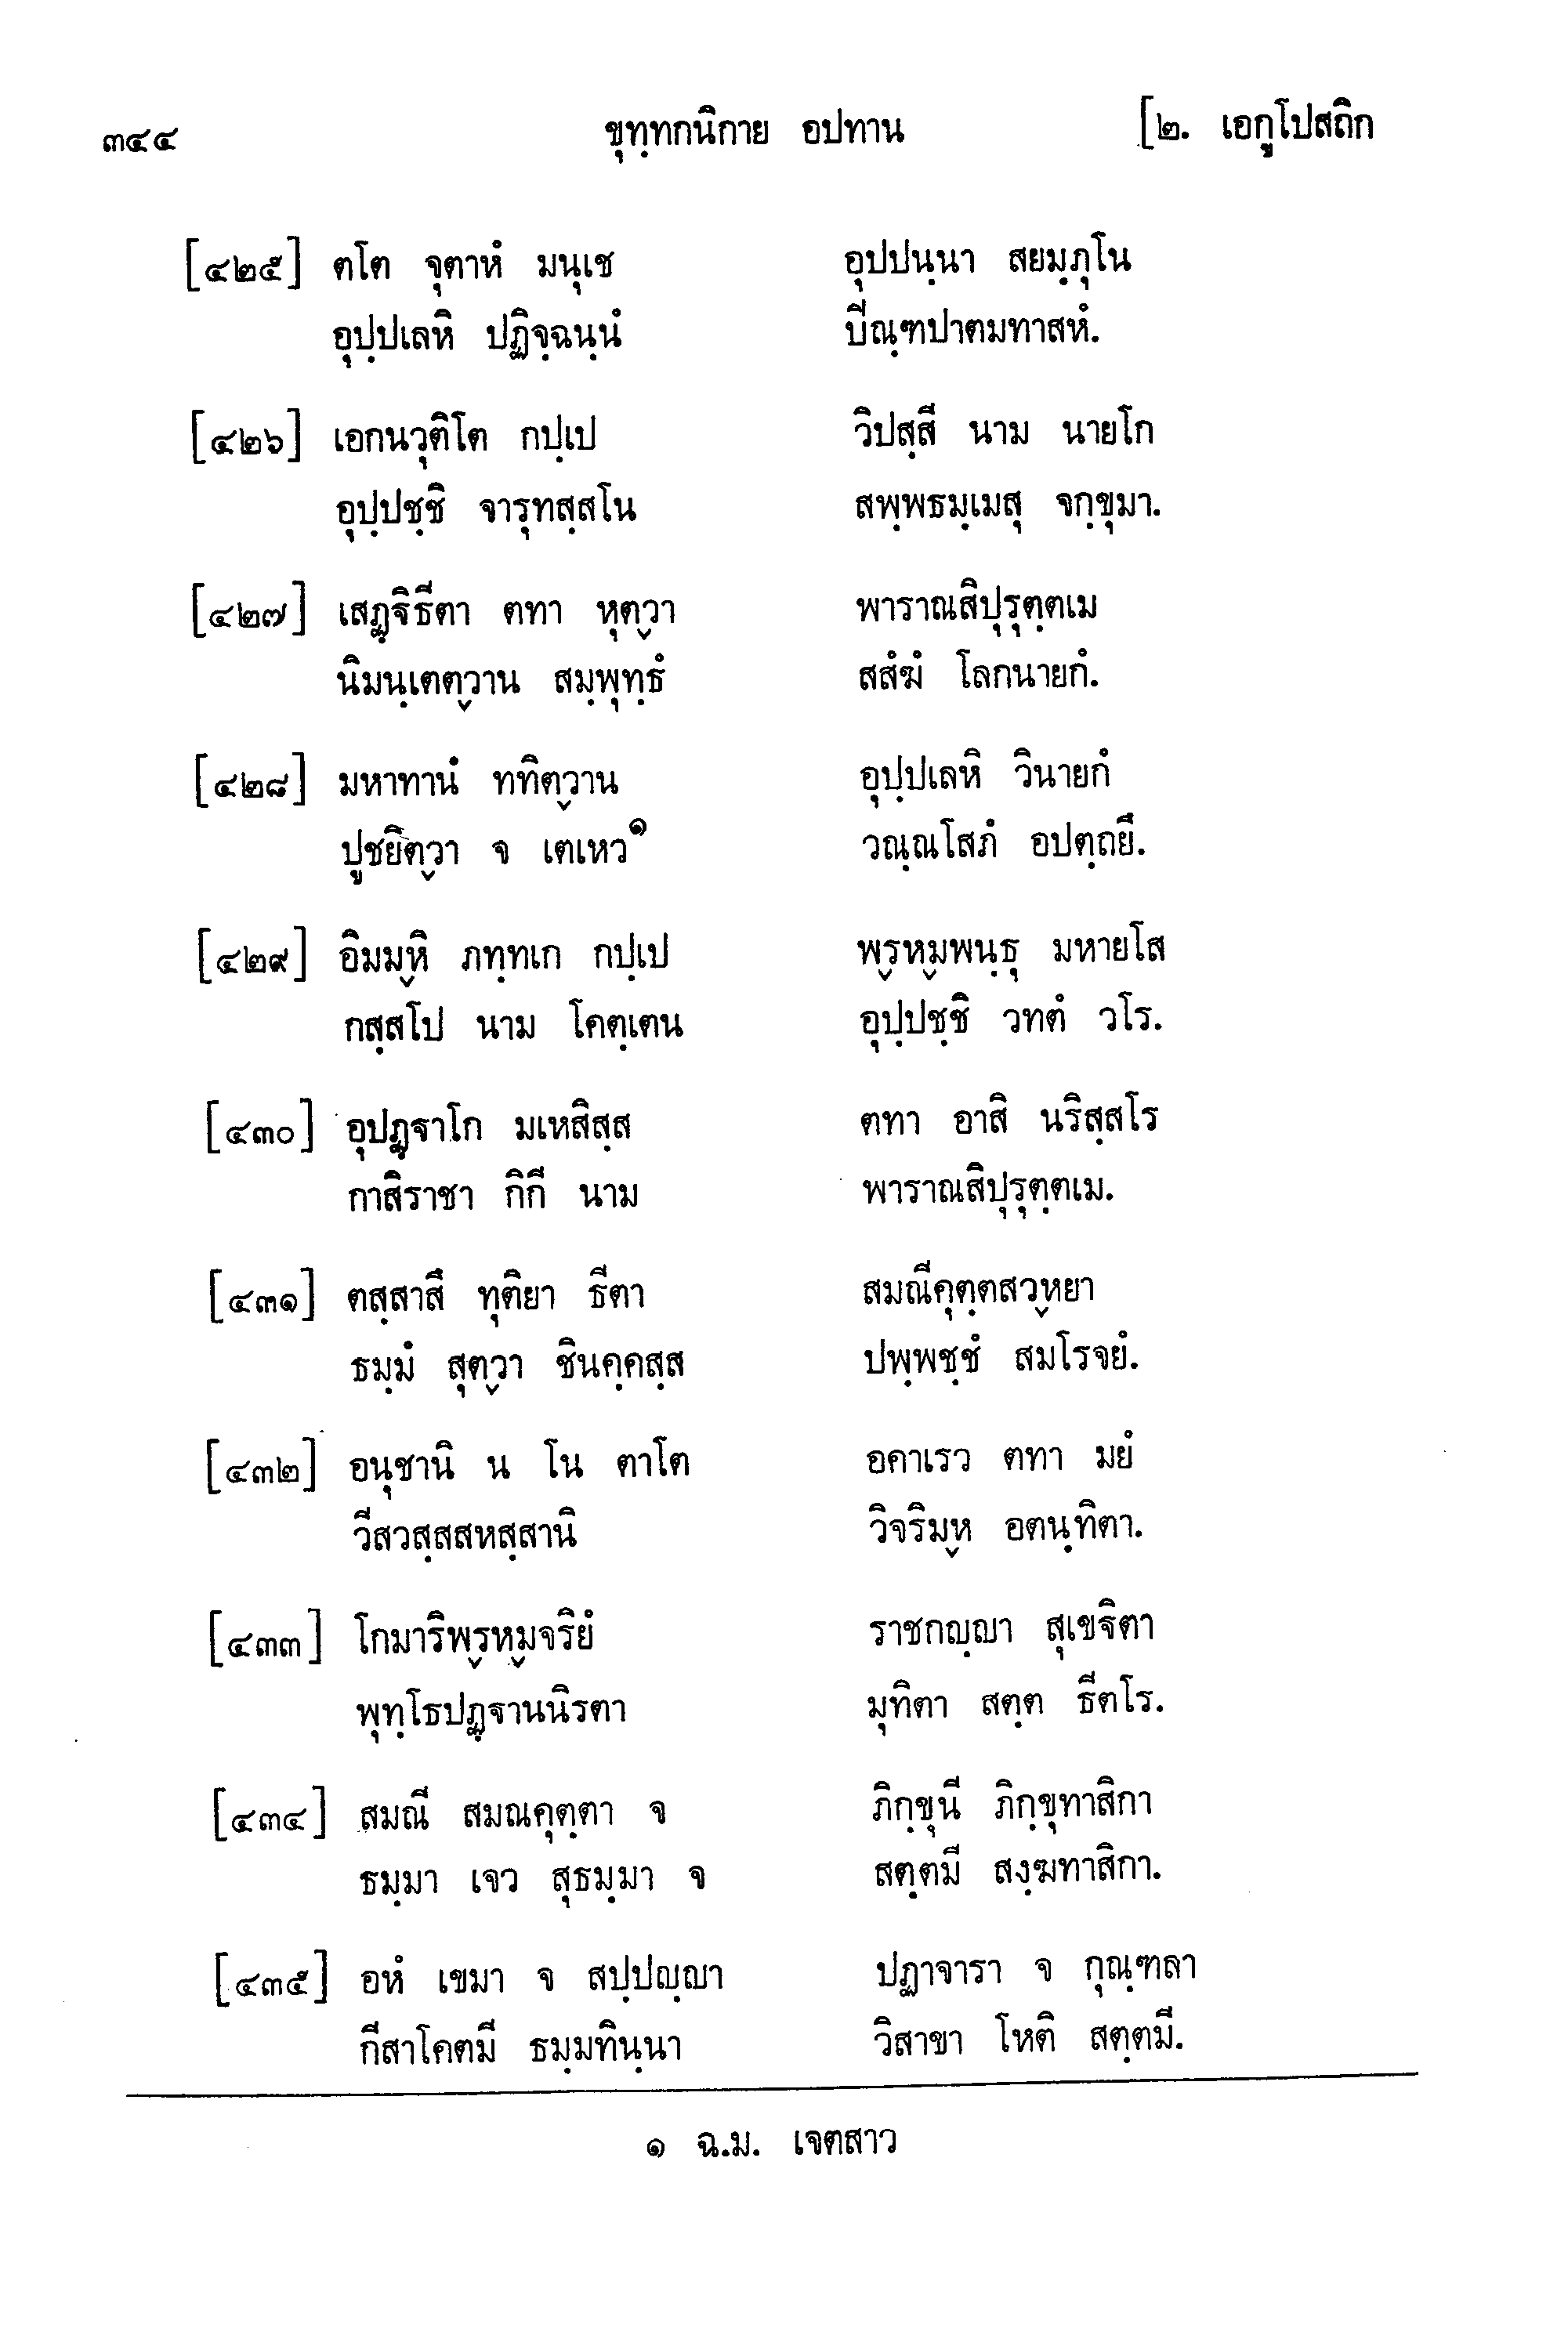 ๓๔๔ ขุทฺทกนิกาย อปทาน [๒. เอกูโปสถิก
[๔๒๕] ตโต จุตาหํ มนุเช อุปปนฺนา สยมฺภุโน
อุปฺปเลหิ ปฏิจฺฉนฺนํ ปีณฺฑปาตมทาสหํ.
[๔๒๖] เอกนวุติโต กปฺเป วิปสฺสี นาม นายโก
อุปฺปชฺชิ จารุทสฺสโน สพฺพธมฺเมสุ จกฺขุมา.
[๔๒๗] เสฏฺฐิธีตา ตทา หุตฺวา พาราณสิปุรุตฺตเม
นิมนฺเตตฺวาน สมฺพุทฺธํ สสํฆํ โลกนายกํ.
[๔๒๘] มหาทานํ ททิตฺวาน อุปฺปเลหิ วินายกํ
ปูชยิตฺวา จ เตเหว๑ วณฺณโสภํ อปตฺถยึ.
[๔๒๙] อิมมฺหิ ภทฺทเก กปฺเป พฺรหฺมพนฺธุ มหายโส
กสฺสโป นาม โคตฺเตน อุปฺปชฺชิ วทตํ วโร.
[๔๓๐] อุปฏฺฐาโก มเหสิสฺส ตทา อาสิ นริสฺสโร
กาสิราชา กิกี นาม พาราณสิปุรุตฺตเม.
[๔๓๑] ตสฺสาสึ ทุติยา ธีตา สมณีคุตฺตสวฺหยา
ธมฺมํ สุตฺวา ชินคฺคสฺส ปพฺพชฺชํ สมโรจยํ.
[๔๓๒] อนุชานิ น โน ตาโต อคาเรว ตทา มยํ
วีสวสฺสสหสฺสานิ วิจริมฺห อตนฺทิตา.
[๔๓๓] โกมาริพฺรหฺมจริยํ ราชกญฺญา สุเขจิตา
พุทฺโธปฏฺฐานนิรตา มุทิตา สตฺต ธีตโร.
[๔๓๔] สมณี สมณคุตฺตา จ ภิกฺขุนี ภิกฺขุทาสิกา
ธมฺมา เจว สุธมฺมา จ สตฺตมี สงฺฆทาสิกา.
[๔๓๕] อหํ เขมา จ สปฺปญฺญา ปฏาจารา จ กุณฺฑลา
กีสาโคตมี ธมฺมทินฺนา วิสาขา โหติ สตฺตมี.
๑ ฉ.ม. เจตสาว